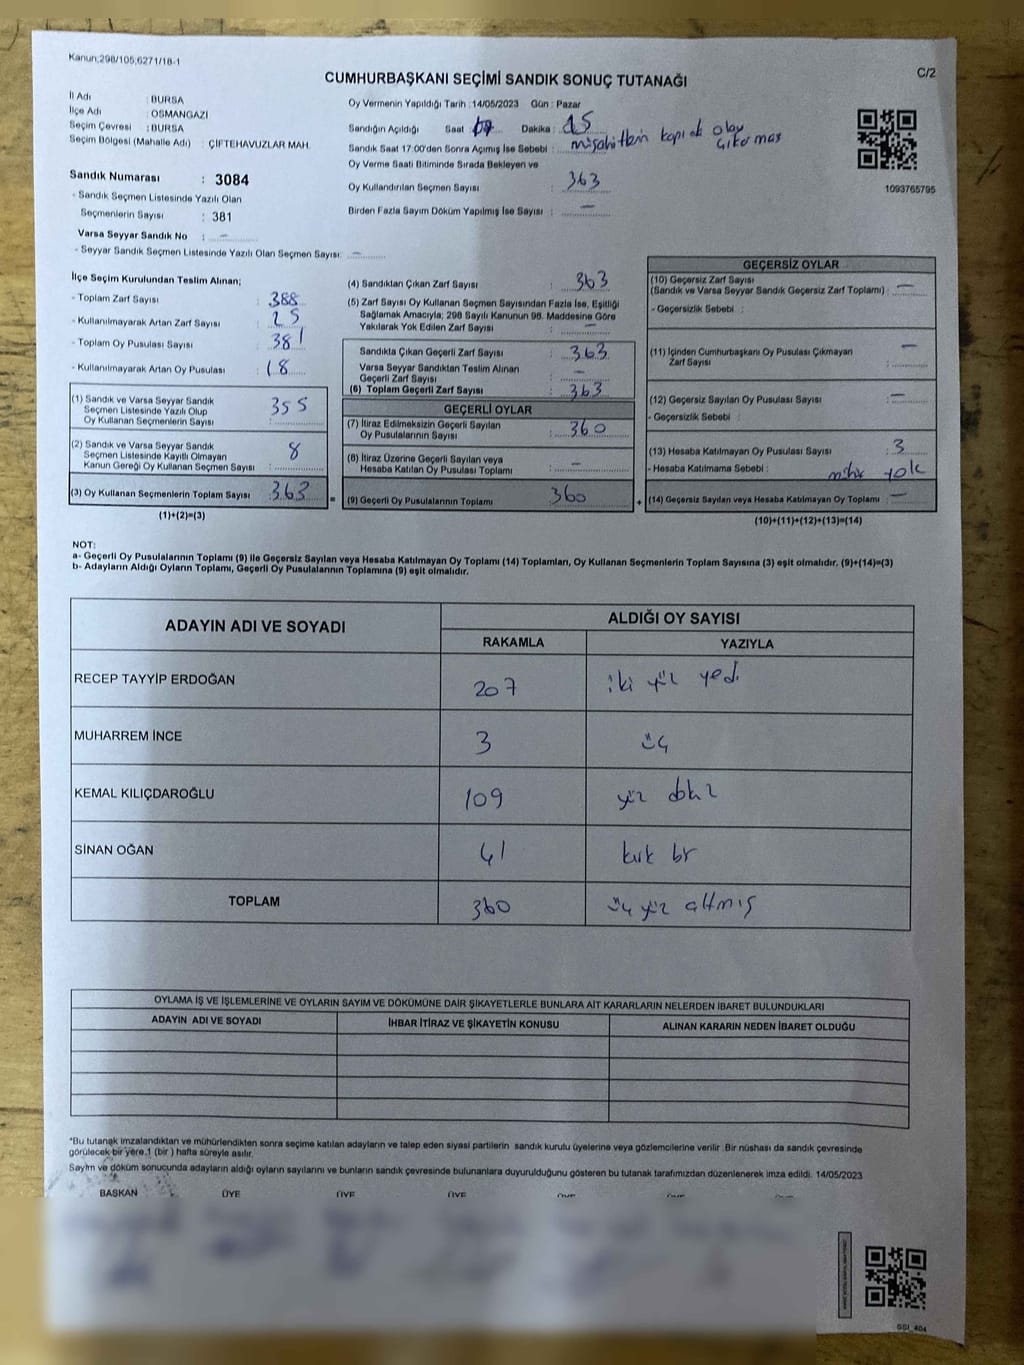 Kanun;298/105,6271/18-1
C/2
CUMHURBAŞKANI SEÇİMİ SANDIK SONUÇ TUTANAĞI
İl Adı : BURSA
İlçe Adı : OSMANGAZİ
Seçim Çevresi : BURSA
Seçim Bölgesi (Mahalle Adı) : ÇİFTEHAVUZLAR MAH.
Sandık Numarası : 3084
- Sandık Seçmen Listesinde Yazılı Olan
Seçmenlerin Sayısı : 381
Varsa Seyyar Sandık No : —
- Seyyar Sandık Seçmen Listesinde Yazılı Olan Seçmen Sayısı: —
Oy Vermenin Yapıldığı Tarih : 14/05/2023 Gün : Pazar
Sandığın Açıldığı Saat : 17 Dakika : 15
Sandık Saat 17:00'den Sonra Açımış İse Sebebi : olay
Oy Verme Saati Bitiminde Sırada Bekleyen ve
Oy Kullandırılan Seçmen Sayısı : 363
Birden Fazla Sayım Döküm Yapılmış İse Sayısı : —
1093765795
İlçe Seçim Kurulundan Teslim Alınan;
- Toplam Zarf Sayısı : 388
- Kullanılmayarak Artan Zarf Sayısı : 25
- Toplam Oy Pusulası Sayısı : 381
- Kullanılmayarak Artan Oy Pusulası : 18
(1) Sandık ve Varsa Seyyar Sandık
Seçmen Listesinde Yazılı Olup
Oy Kullanan Seçmenlerin Sayısı : 355
(2) Sandık ve Varsa Seyyar Sandık
Seçmen Listesinde Kayıtlı Olmayan
Kanun Gereği Oy Kullanan Seçmen Sayısı : 8
(3) Oy Kullanan Seçmenlerin Toplam Sayısı : 363
(1)+(2)=(3)
(4) Sandıktan Çıkan Zarf Sayısı : 363
(5) Zarf Sayısı Oy Kullanan Seçmen Sayısından Fazla İse, Eşitliği
Sağlamak Amacıyla; 298 Sayılı Kanunun 98. Maddesine Göre
Yakılarak Yok Edilen Zarf Sayısı : —
Sandıkta Çıkan Geçerli Zarf Sayısı : 363
Varsa Seyyar Sandıktan Teslim Alınan
Geçerli Zarf Sayısı : —
(6) Toplam Geçerli Zarf Sayısı : 363
GEÇERLİ OYLAR
(7) İtiraz Edilmeksizin Geçerli Sayılan
Oy Pusulalarının Sayısı : 360
(8) İtiraz Üzerine Geçerli Sayılan veya
Hesaba Katılan Oy Pusulası Toplamı : —
(9) Geçerli Oy Pusulalarının Toplamı : 360
GEÇERSİZ OYLAR
(10) Geçersiz Zarf Sayısı
(Sandık ve Varsa Seyyar Sandık Geçersiz Zarf Toplamı) : —
- Geçersizlik Sebebi :
(11) İçinden Cumhurbaşkanı Oy Pusulası Çıkmayan
Zarf Sayısı : —
(12) Geçersiz Sayılan Oy Pusulası Sayısı : —
- Geçersizlik Sebebi :
(13) Hesaba Katılmayan Oy Pusulası Sayısı : 3
- Hesaba Katılmama Sebebi : mühür yok
(14) Geçersiz Sayılan veya Hesaba Katılmayan Oy Toplamı : —
(10)+(11)+(12)+(13)=(14)
NOT:
a- Geçerli Oy Pusulalarının Toplamı (9) ile Geçersiz Sayılan veya Hesaba Katılmayan Oy Toplamı (14) Toplamları, Oy Kullanan Seçmenlerin Toplam Sayısına (3) eşit olmalıdır. (9)+(14)=(3)
b- Adayların Aldığı Oyların Toplamı, Geçerli Oy Pusulalarının Toplamına (9) eşit olmalıdır.
ADAYIN ADI VE SOYADI ALDIĞI OY SAYISI
RAKAMLA YAZIYLA
RECEP TAYYİP ERDOĞAN 207 iki yüz yedi
MUHARREM İNCE 3 üç
KEMAL KILIÇDAROĞLU 109 yüz dokuz
SİNAN OĞAN 41 kırk bir
TOPLAM 360 üç yüz altmış
OYLAMA İŞ VE İŞLEMLERİNE VE OYLARIN SAYIM VE DÖKÜMÜNE DAİR ŞİKAYETLERLE BUNLARA AİT KARARLARIN NELERDEN İBARET BULUNDUKLARI
ADAYIN ADI VE SOYADI İHBAR İTİRAZ VE ŞİKAYETİN KONUSU ALINAN KARARIN NEDEN İBARET OLDUĞU
*Bu tutanak imzalandıktan ve mühürlendikten sonra seçime katılan adayların ve talep eden siyasi partilerin sandık kurulu üyelerine veya gözlemcilerine verilir. Bir nüshası da sandık çevresinde
görülecek bir yere 1 (bir) hafta süreyle asılır.
Sayım ve döküm sonucunda adayların aldığı oyların sayılarını ve bunların sandık çevresinde bulunanlara duyurulduğunu gösteren bu tutanak tarafımızdan düzenlenerek imza edildi. 14/05/2023
BAŞKAN ÜYE ÜYE ÜYE
GSI_404